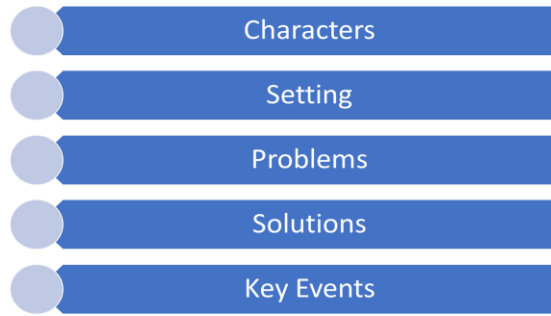 Characters
Setting
Problems
Solutions
Key Events